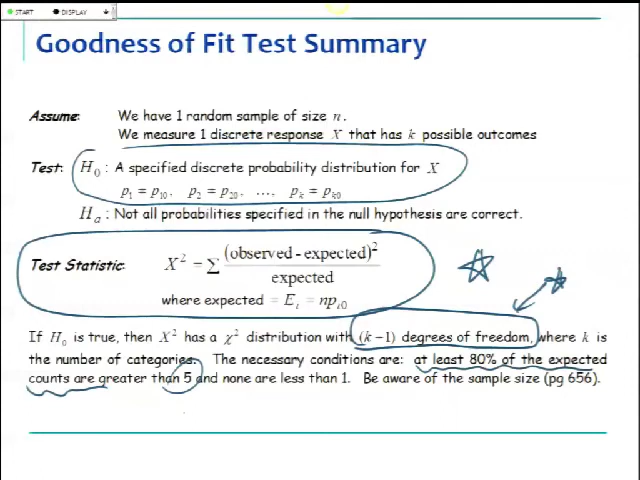 START DISPLAY
Goodness of Fit Test Summary
Assume: We have 1 random sample of size n.
We measure 1 discrete response X that has k possible outcomes
Test: H₀ : A specified discrete probability distribution for X
p₁ = p₁₀, p₂ = p₂₀, …, pₖ = pₖ₀
Hₐ : Not all probabilities specified in the null hypothesis are correct.
Test Statistic: X² = ∑ (observed - expected)² / expected
where expected = Eᵢ = npᵢ₀
If H₀ is true, then X² has a χ² distribution with (k − 1) degrees of freedom, where k is
the number of categories. The necessary conditions are: at least 80% of the expected
counts are greater than 5 and none are less than 1. Be aware of the sample size (pg 656).